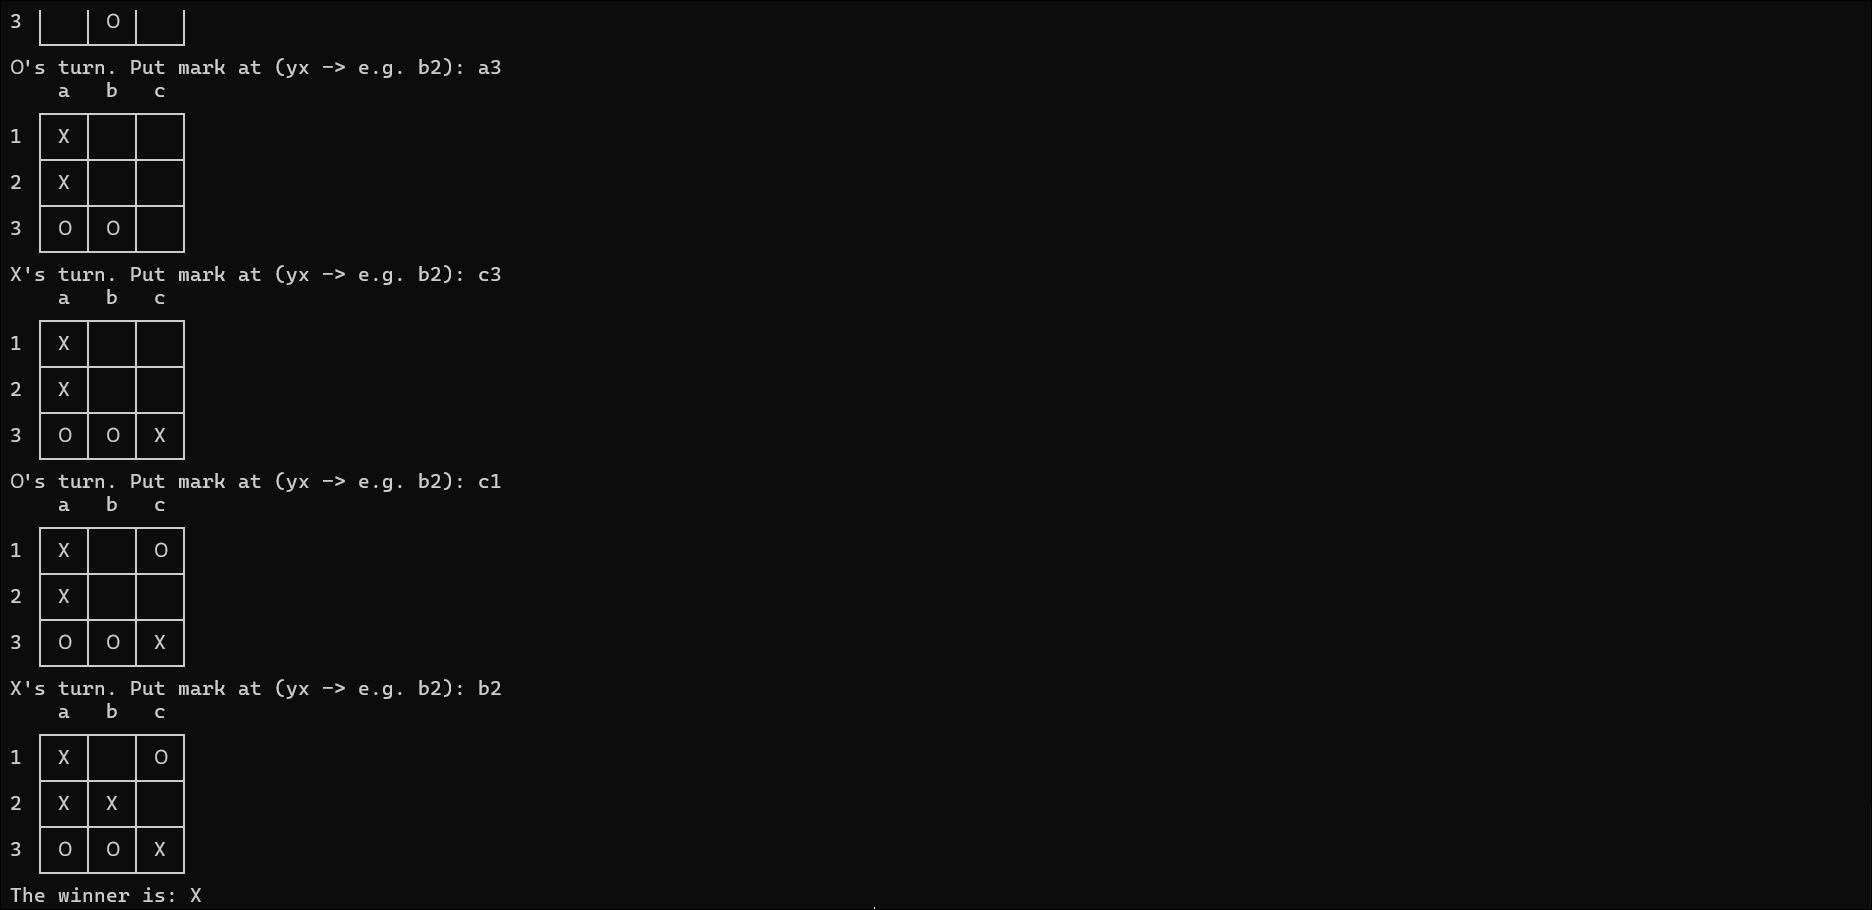 3 O
O's turn. Put mark at (yx -> e.g. b2): a3
a b c
1 X
2 X
3 O O
X's turn. Put mark at (yx -> e.g. b2): c3
a b c
1 X
2 X
3 O O X
O's turn. Put mark at (yx -> e.g. b2): c1
a b c
1 X O
2 X
3 O O X
X's turn. Put mark at (yx -> e.g. b2): b2
a b c
1 X O
2 X X
3 O O X
The winner is: X